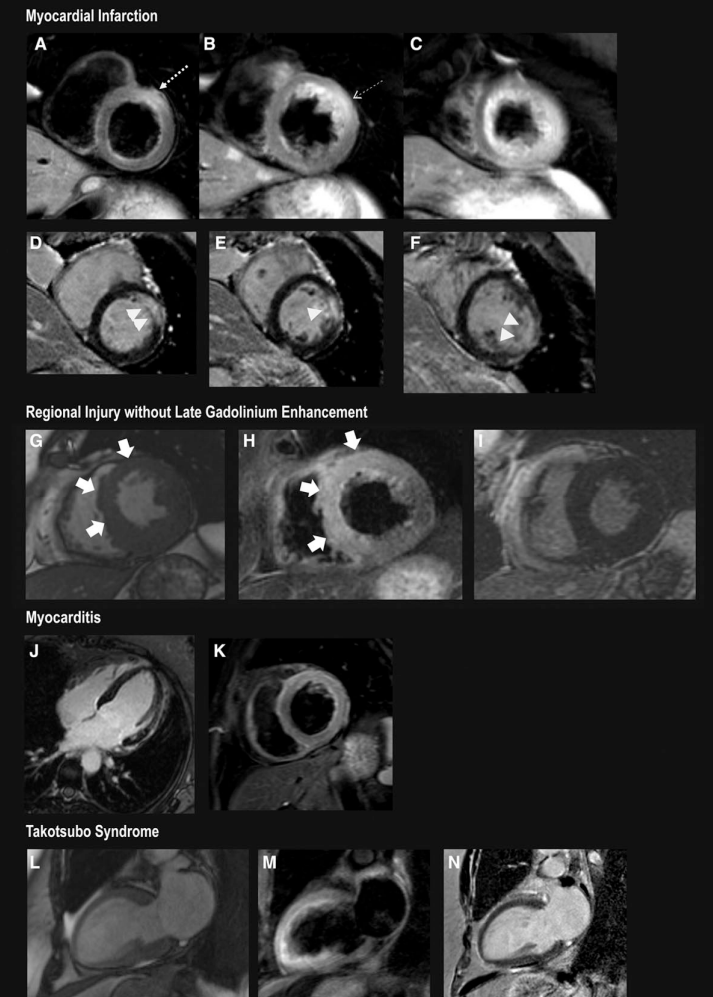 Myocardial Infarction
A B C
D E F
Regional Injury without Late Gadolinium Enhancement
G H I
Myocarditis
J K
Takotsubo Syndrome
L M N